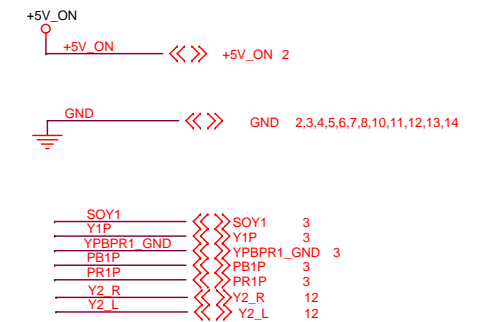 +5V_ON
+5V_ON +5V_ON 2
GND GND 2,3,4,5,6,7,8,10,11,12,13,14
SOY1 SOY1 3
Y1P Y1P 3
YPBPR1_GND YPBPR1_GND 3
PB1P PB1P 3
PR1P PR1P 3
Y2_R Y2_R 12
Y2_L Y2_L 12